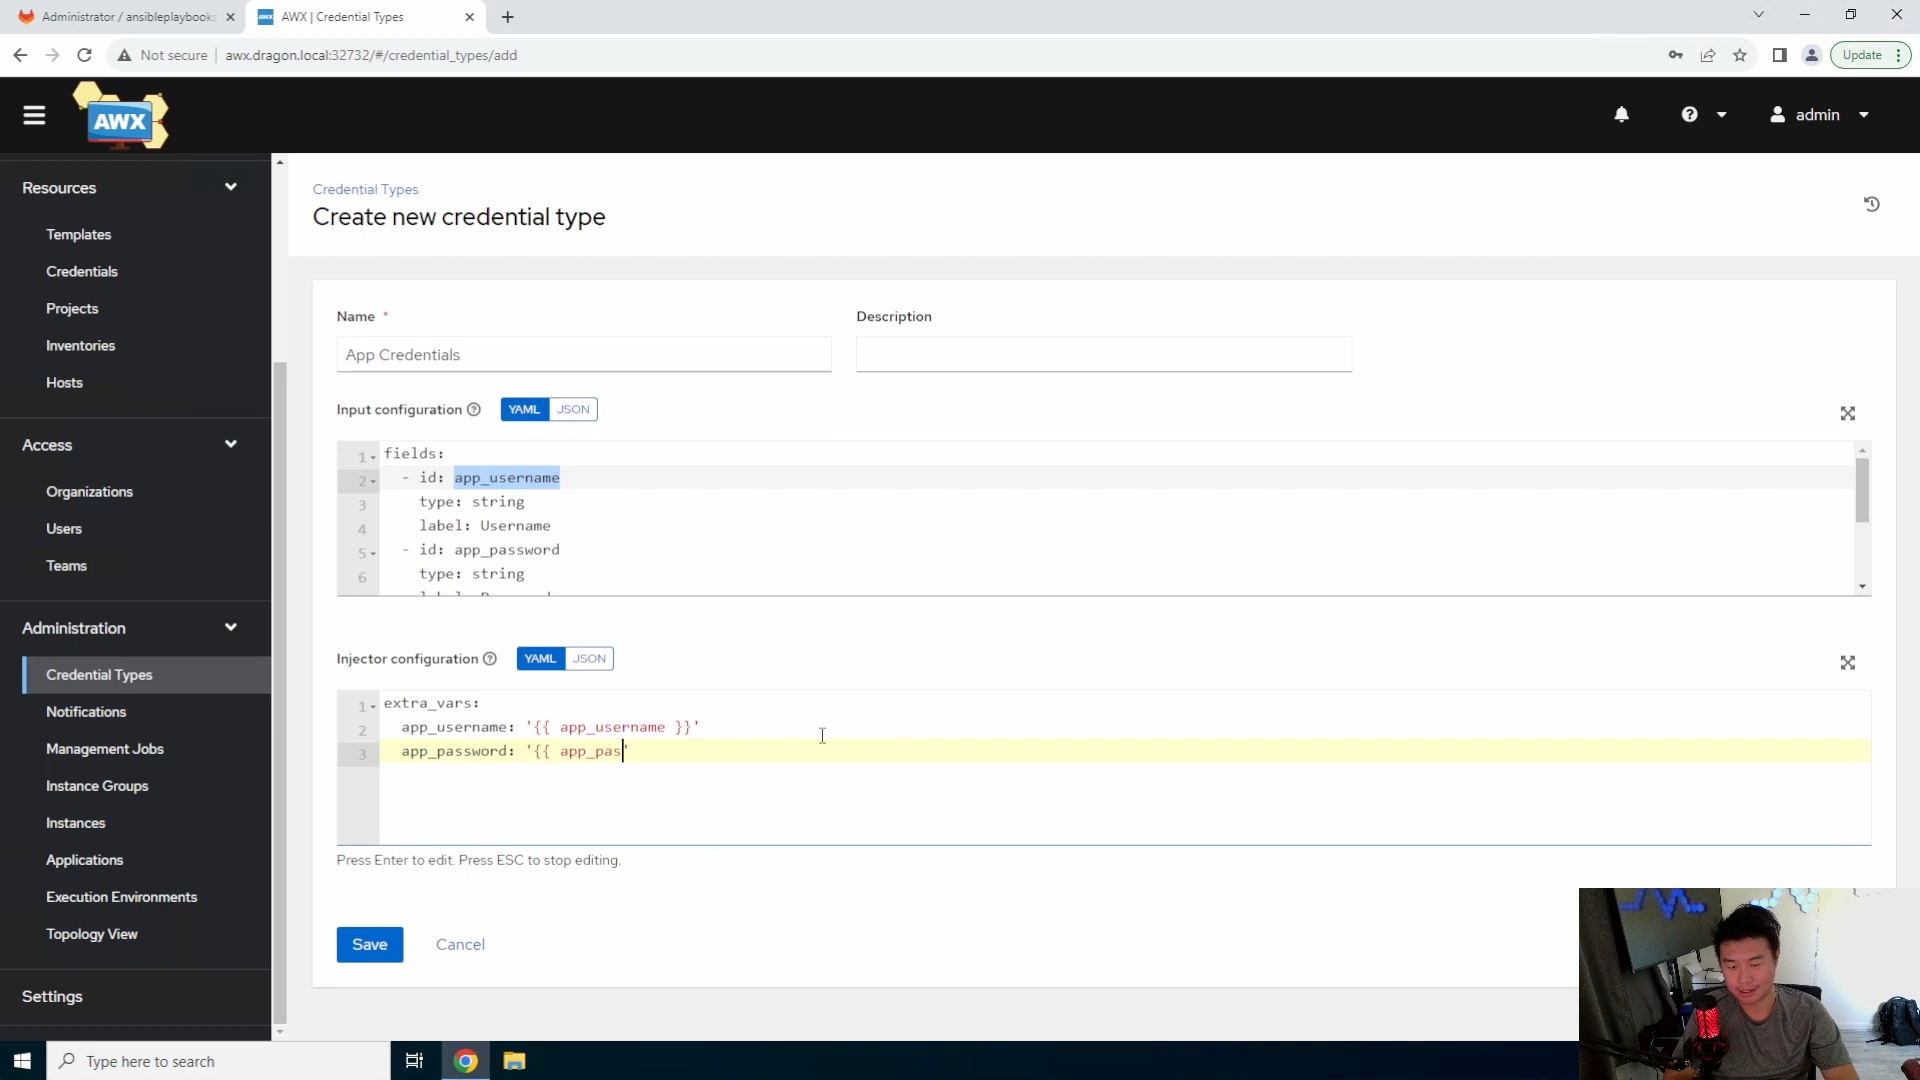 Administrator / ansibleplaybooks
AWX | Credential Types
Not secure
awx.dragon.local:32732/#/credential_types/add
Update
AWX
admin
Resources
Templates
Credentials
Projects
Inventories
Hosts
Access
Organizations
Users
Teams
Administration
Credential Types
Notifications
Management Jobs
Instance Groups
Instances
Applications
Execution Environments
Topology View
Settings
Credential Types
Create new credential type
Name *
Description
App Credentials
Input configuration
YAML
JSON
1 fields:
2 - id: app_username
3 type: string
4 label: Username
5 - id: app_password
6 type: string
Injector configuration
YAML
JSON
1 extra_vars:
2 app_username: '{{ app_username }}'
3 app_password: '{{ app_pas'
Press Enter to edit. Press ESC to stop editing.
Save
Cancel
Type here to search